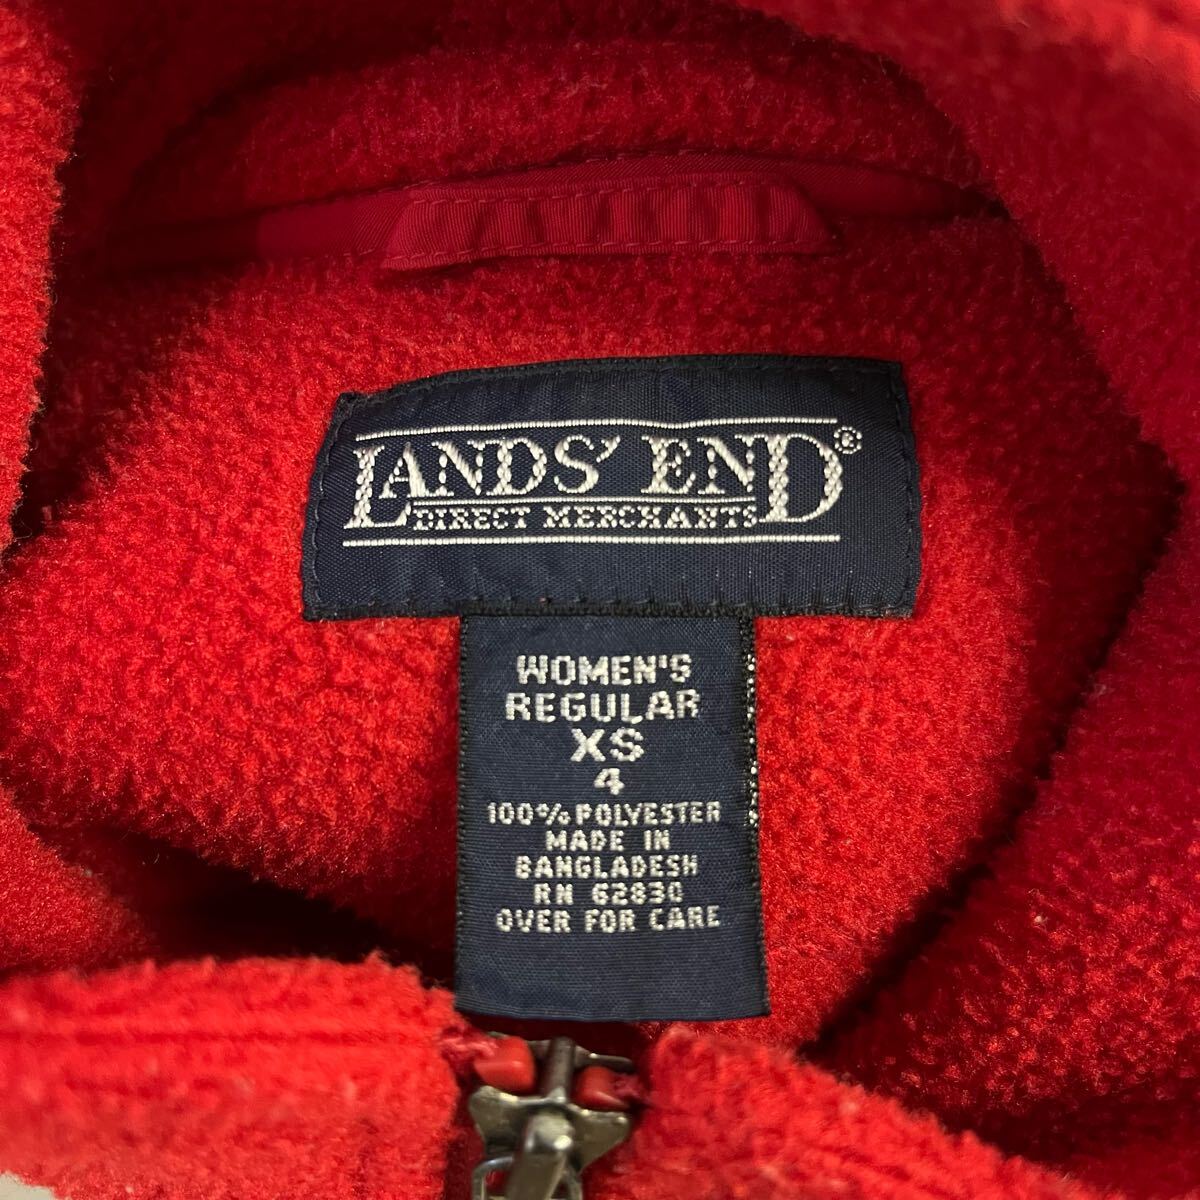 LANDS' END®
DIRECT MERCHANTS
WOMEN'S
REGULAR
XS
4
100% POLYESTER
MADE IN
BANGLADESH
RN 62830
OVER FOR CARE